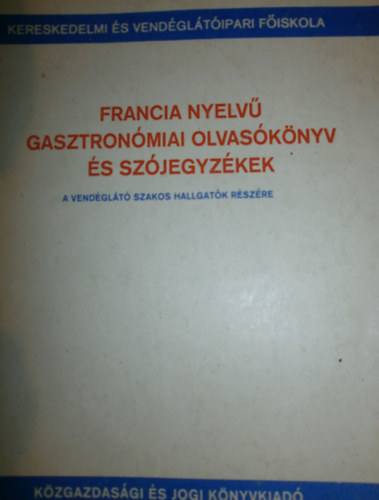 KERESKEDELMI ÉS VENDÉGLÁTÓIPARI FŐISKOLA
FRANCIA NYELVŰ
GASZTRONÓMIAI OLVASÓKÖNYV
ÉS SZÓJEGYZÉKEK
A VENDÉGLÁTÓ SZAKOS HALLGATÓK RÉSZÉRE
KÖZGAZDASÁGI ÉS JOGI KÖNYVKIADÓ